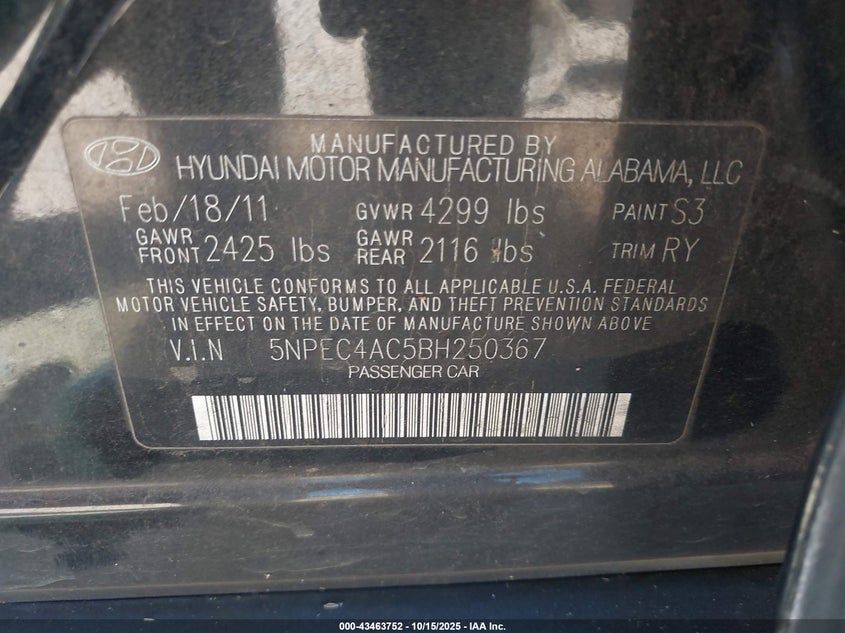 MANUFACTURED BY
HYUNDAI MOTOR MANUFACTURING ALABAMA, LLC
Feb/18/11 GVWR 4299 lbs PAINT S3
GAWR FRONT 2425 lbs GAWR REAR 2116 lbs TRIM RY
THIS VEHICLE CONFORMS TO ALL APPLICABLE U.S.A. FEDERAL
MOTOR VEHICLE SAFETY, BUMPER, AND THEFT PREVENTION STANDARDS
IN EFFECT ON THE DATE OF MANUFACTURE SHOWN ABOVE
V.I.N 5NPEC4AC5BH250367
PASSENGER CAR
000-43463752 - 10/15/2025 - IAA Inc.